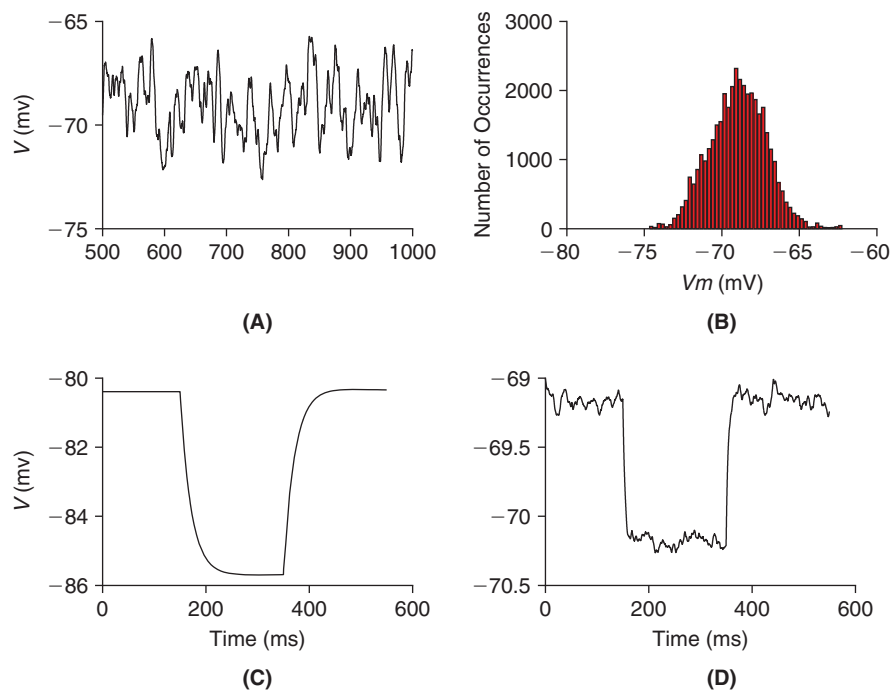 −65
−70
−75
V (mv)
500 600 700 800 900 1000
(A)
3000
2000
1000
0
Number of Occurrences
−80 −70 −65 −60
Vm (mV)
(B)
−80
−82
−84
−86
V (mv)
0 200 400 600
Time (ms)
(C)
−69
−69.5
−70
−70.5
0 200 400 600
Time (ms)
(D)